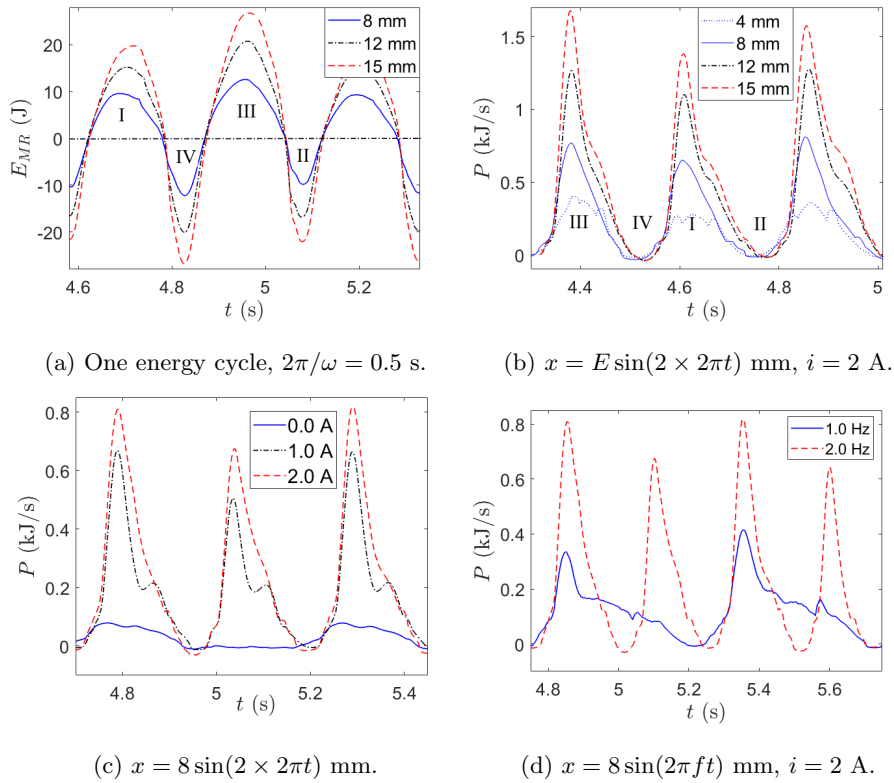 8 mm
12 mm
15 mm
E_{MR} (J)
20
10
0
-10
-20
I
III
IV
II
4.6 4.8 5 5.2
t (s)
(a) One energy cycle, 2π/ω = 0.5 s.
4 mm
8 mm
12 mm
15 mm
P (kJ/s)
1.5
1
0.5
0
III
IV
I
II
4.4 4.6 4.8 5
t (s)
(b) x = E sin(2 × 2πt) mm, i = 2 A.
0.0 A
1.0 A
2.0 A
P (kJ/s)
0.8
0.6
0.4
0.2
0
4.8 5 5.2 5.4
t (s)
(c) x = 8 sin(2 × 2πt) mm.
1.0 Hz
2.0 Hz
P (kJ/s)
0.8
0.6
0.4
0.2
0
4.8 5 5.2 5.4 5.6
t (s)
(d) x = 8 sin(2πft) mm, i = 2 A.